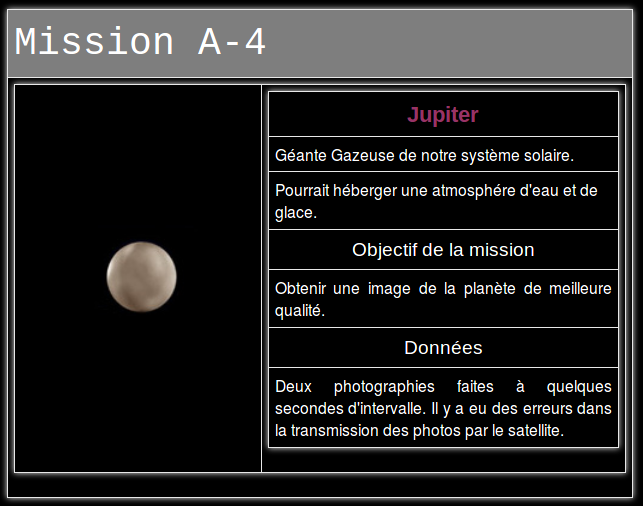 Mission A-4
Jupiter
Géante Gazeuse de notre système solaire.
Pourrait héberger une atmosphére d'eau et de
glace.
Objectif de la mission
Obtenir une image de la planète de meilleure
qualité.
Données
Deux photographies faites à quelques
secondes d'intervalle. Il y a eu des erreurs dans
la transmission des photos par le satellite.